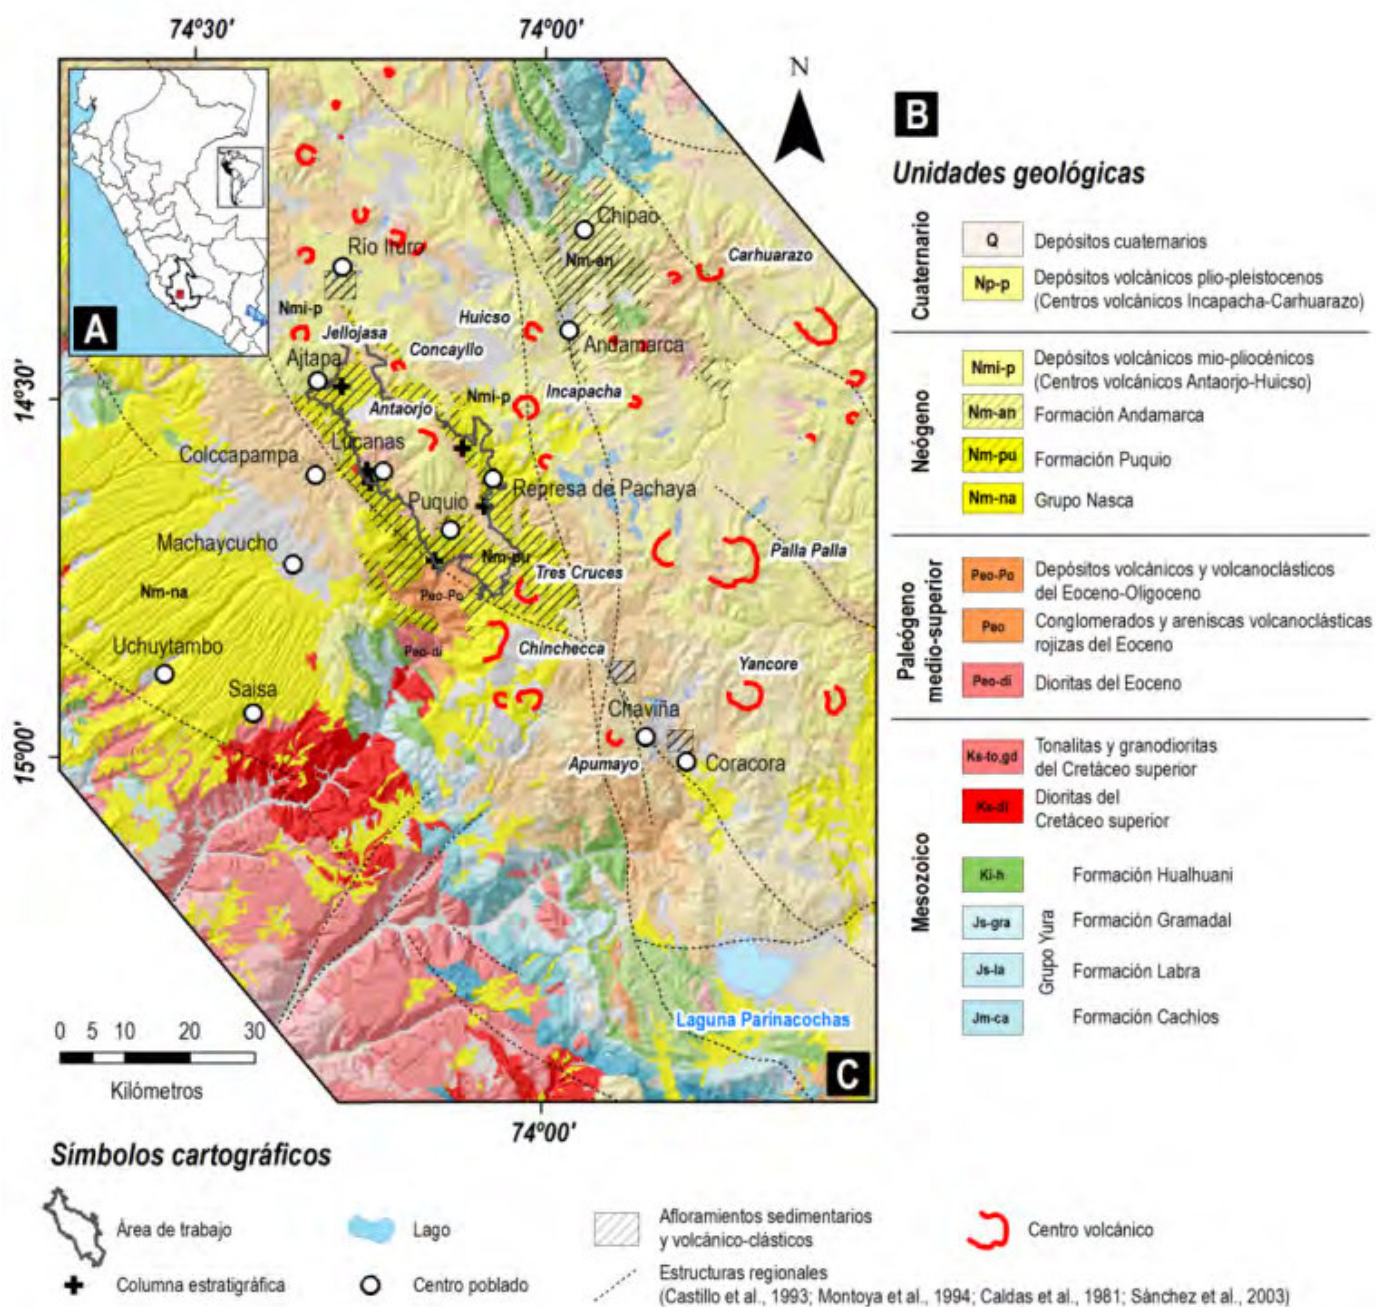 74º30'
74º00'
N
A
Chipao
Nm-an
Carhuarazo
Río Iruro
Nmi-p
Jellojasa
Huicso
Andamarca
Concayllo
Ajtapa
14º30'
Nmi-p
Incapacha
Antaorjo
Lucanas
Colccapampa
Represa de Pachaya
Puquio
Machaycucho
Nm-pu
Palla Palla
Tres Cruces
Nm-na
Peo-Po
Uchuytambo
Peo-di
Chinchecca
Yancore
Saisa
Chaviña
15º00'
Apumayo
Coracora
Laguna Parinacochas
0 5 10 20 30
Kilómetros
C
74º00'
B
Unidades geológicas
Cuaternario
Q Depósitos cuaternarios
Np-p Depósitos volcánicos plio-pleistocenos
(Centros volcánicos Incapacha-Carhuarazo)
Neógeno
Nmi-p Depósitos volcánicos mio-pliocénicos
(Centros volcánicos Antaorjo-Huicso)
Nm-an Formación Andamarca
Nm-pu Formación Puquio
Nm-na Grupo Nasca
Paleógeno
medio-superior
Peo-Po Depósitos volcánicos y volcanoclásticos
del Eoceno-Oligoceno
Peo Conglomerados y areniscas volcanoclásticas
rojizas del Eoceno
Peo-di Dioritas del Eoceno
Mesozoico
Ks-to,gd Tonalitas y granodioritas
del Cretáceo superior
Ks-di Dioritas del
Cretáceo superior
Ki-h Formación Hualhuani
Grupo Yura
Js-gra Formación Gramadal
Js-la Formación Labra
Jm-ca Formación Cachíos
Símbolos cartográficos
Área de trabajo
Lago
Afloramientos sedimentarios
y volcánico-clásticos
Centro volcánico
Columna estratigráfica
Centro poblado
Estructuras regionales
(Castillo et al., 1993; Montoya et al., 1994; Caldas et al., 1981; Sánchez et al., 2003)